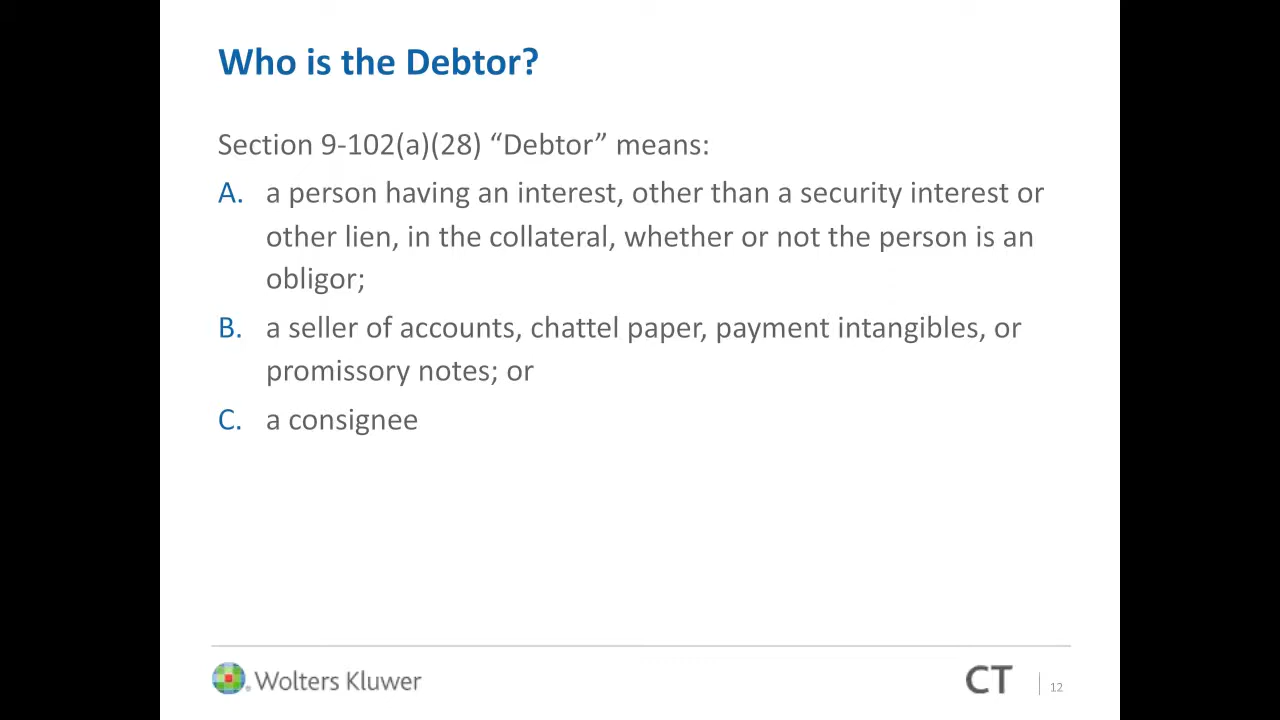 Who is the Debtor?
Section 9-102(a)(28) “Debtor” means:
A. a person having an interest, other than a security interest or
other lien, in the collateral, whether or not the person is an
obligor;
B. a seller of accounts, chattel paper, payment intangibles, or
promissory notes; or
C. a consignee
Wolters Kluwer
CT
12